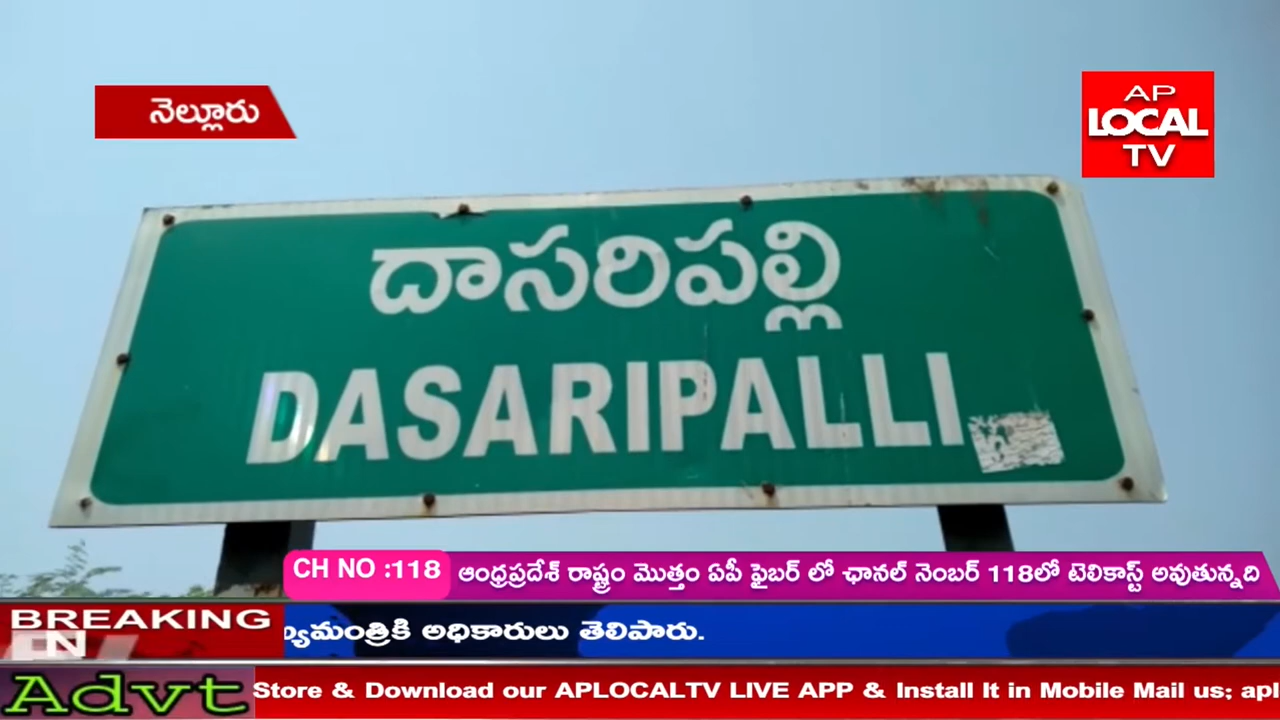 నెల్లూరు
AP
LOCAL
TV
దాసరిపల్లి
DASARIPALLI
CH NO :118
ఆంధ్రప్రదేశ్ రాష్ట్రం మొత్తం ఏపీ ఫైబర్ లో ఛానల్ నెంబర్ 118లో టెలికాస్ట్ అవుతున్నది
BREAKING
N
్యమంత్రికి అధికారులు తెలిపారు.
Advt
Store & Download our APLOCALTV LIVE APP & Install It in Mobile Mail us; apl